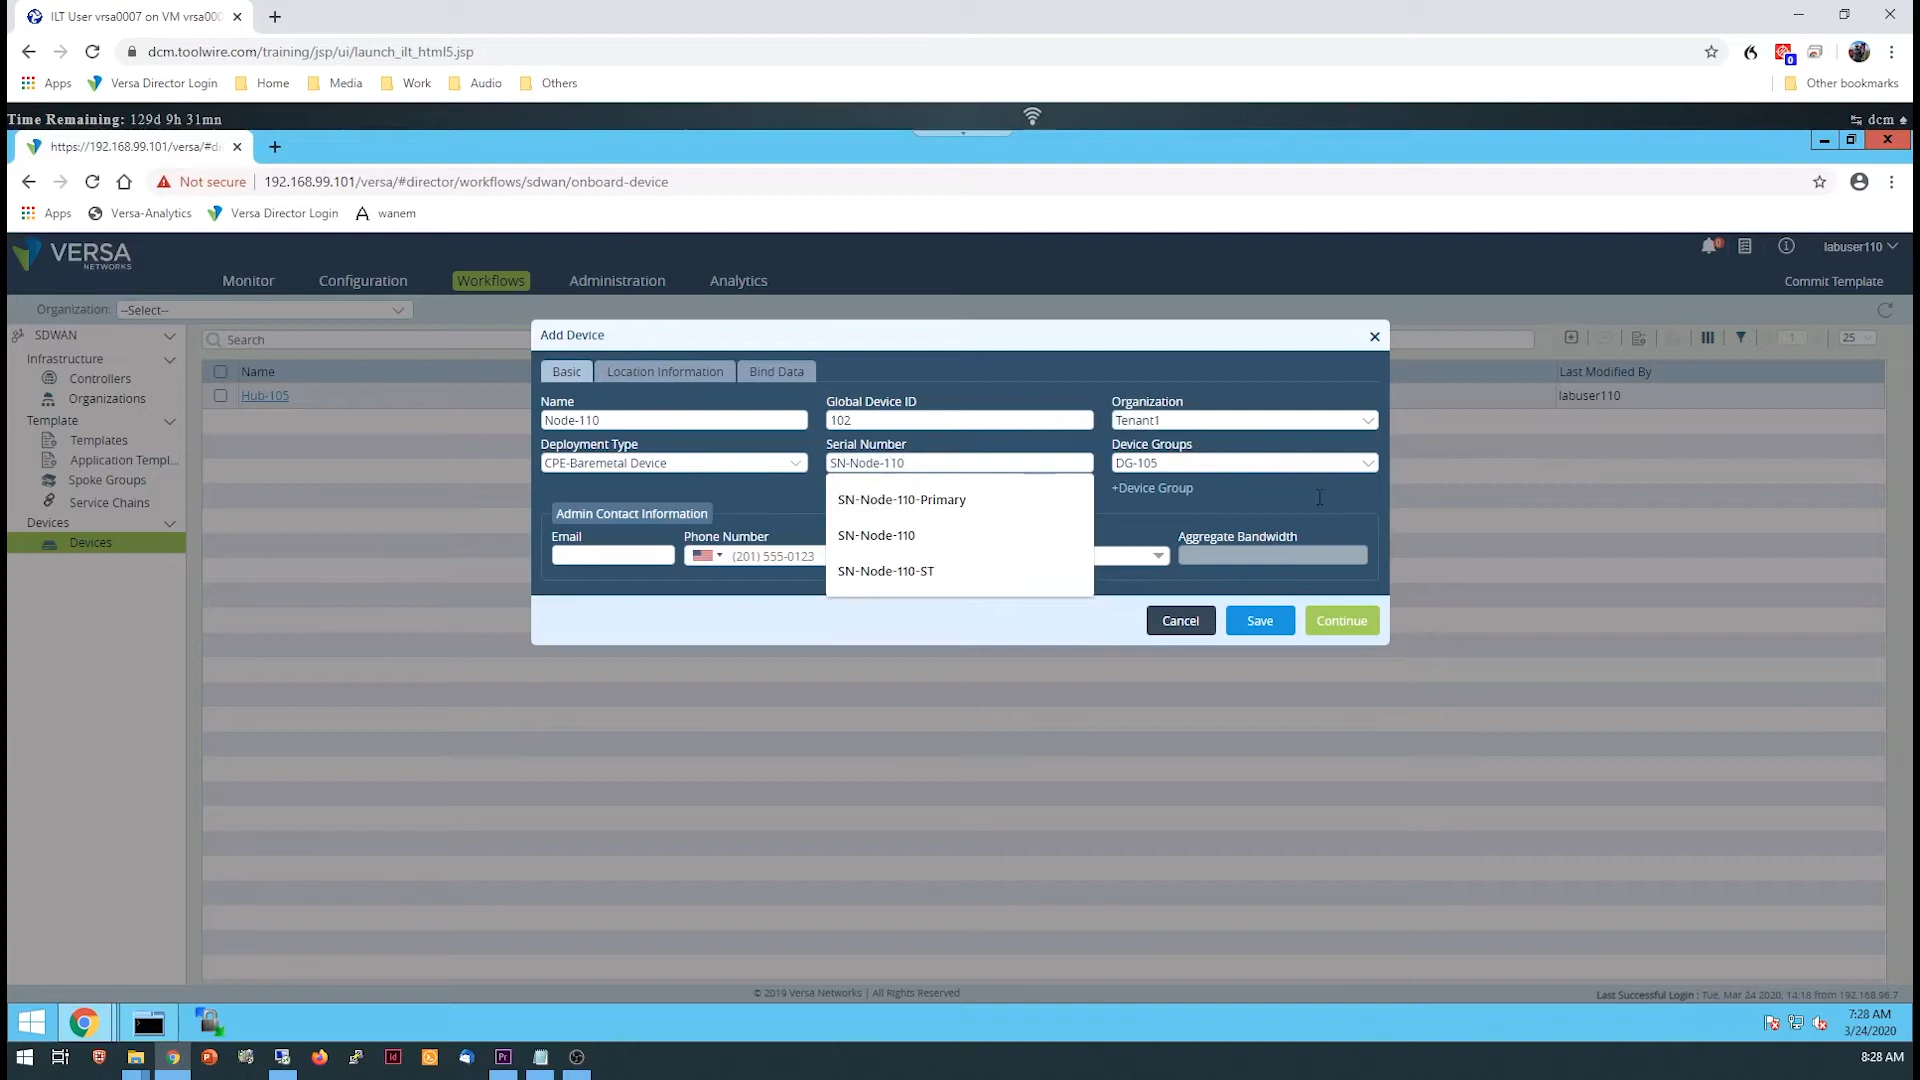 ILT User vrsa0007 on VM vrsa000
dcm.toolwire.com/training/jsp/ui/launch_ilt_html5.jsp
0
Apps Versa Director Login Home Media Work Audio Others Other bookmarks
Time Remaining: 129d 9h 31mn dcm
https://192.168.99.101/versa/#di
Not secure 192.168.99.101/versa/#director/workflows/sdwan/onboard-device
Apps Versa-Analytics Versa Director Login wanem
VERSA
NETWORKS
0
labuser110
Monitor Configuration Workflows Administration Analytics
Commit Template
Organization: --Select--
SDWAN
Infrastructure
Controllers
Organizations
Template
Templates
Application Templ...
Spoke Groups
Service Chains
Devices
Devices
Search
1
25
Name Last Modified By
Hub-105 labuser110
Add Device
Basic Location Information Bind Data
Name Global Device ID Organization
Node-110 102 Tenant1
Deployment Type Serial Number Device Groups
CPE-Baremetal Device SN-Node-110 DG-105
+Device Group
SN-Node-110-Primary
SN-Node-110
SN-Node-110-ST
Admin Contact Information
Email Phone Number Aggregate Bandwidth
(201) 555-0123
Cancel Save Continue
© 2019 Versa Networks | All Rights Reserved
Last Successful Login : Tue, Mar 24 2020, 14:18 from 192.168.96.7
7:28 AM
3/24/2020
8:28 AM